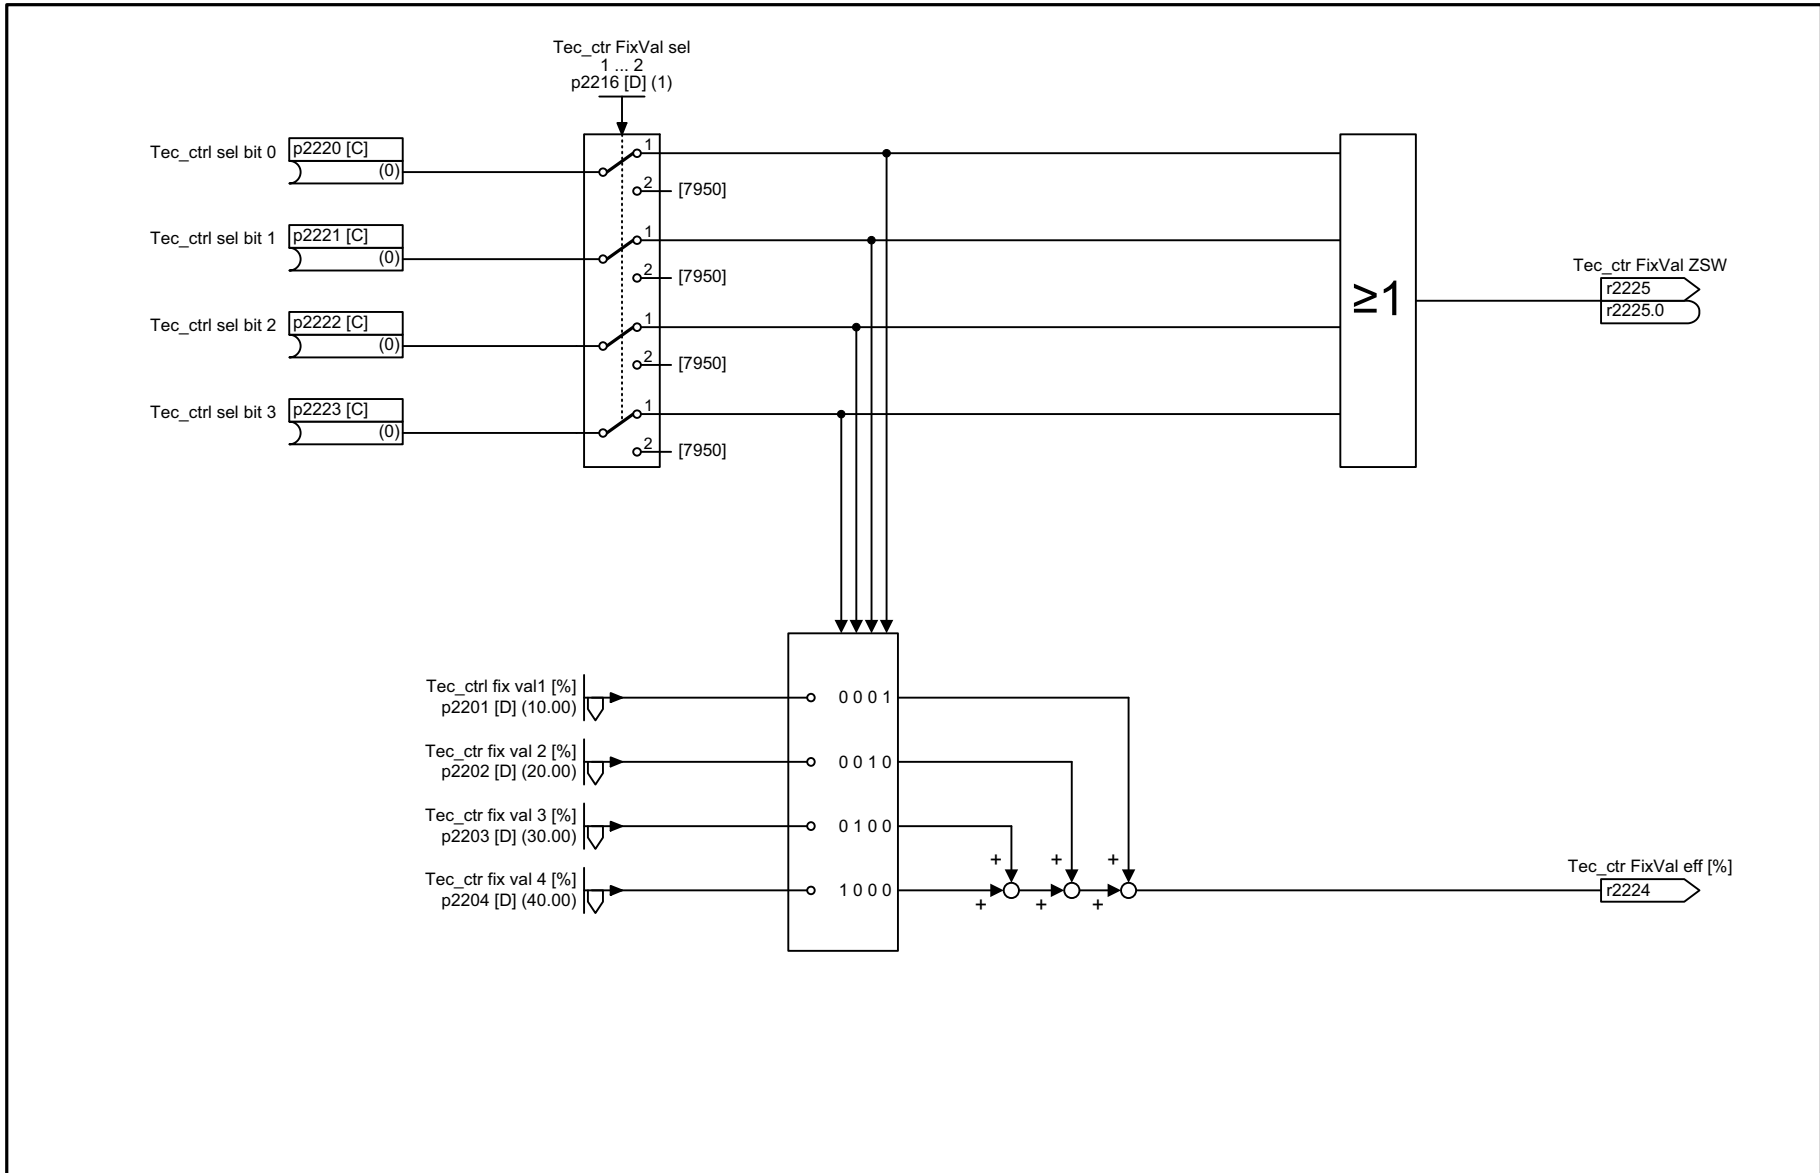 Tec_ctr FixVal sel
1 ... 2
p2216 [D] (1)
Tec_ctrl sel bit 0
p2220 [C]
(0)
1
2
[7950]
Tec_ctrl sel bit 1
p2221 [C]
(0)
1
2
[7950]
Tec_ctrl sel bit 2
p2222 [C]
(0)
1
2
[7950]
Tec_ctrl sel bit 3
p2223 [C]
(0)
1
2
[7950]
≥1
Tec_ctr FixVal ZSW
r2225
r2225.0
Tec_ctrl fix val1 [%]
p2201 [D] (10.00)
0 0 0 1
Tec_ctr fix val 2 [%]
p2202 [D] (20.00)
0 0 1 0
Tec_ctr fix val 3 [%]
p2203 [D] (30.00)
0 1 0 0
Tec_ctr fix val 4 [%]
p2204 [D] (40.00)
1 0 0 0
+ + +
+ + +
Tec_ctr FixVal eff [%]
r2224